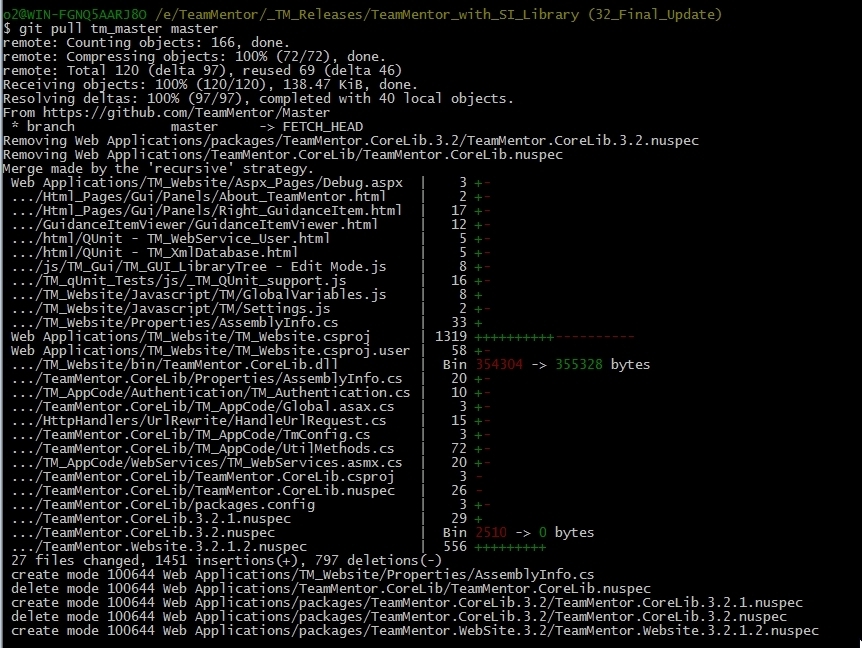 o2@WIN-FGNQ5AARJ8O /e/TeamMentor/_TM_Releases/TeamMentor_with_SI_Library (32_Final_Update)
$ git pull tm_master master
remote: Counting objects: 166, done.
remote: Compressing objects: 100% (72/72), done.
remote: Total 120 (delta 97), reused 69 (delta 46)
Receiving objects: 100% (120/120), 138.47 KiB, done.
Resolving deltas: 100% (97/97), completed with 40 local objects.
From https://github.com/TeamMentor/Master
 * branch            master     -> FETCH_HEAD
Removing Web Applications/packages/TeamMentor.CoreLib.3.2/TeamMentor.CoreLib.3.2.nuspec
Removing Web Applications/TeamMentor.CoreLib/TeamMentor.CoreLib.nuspec
Merge made by the 'recursive' strategy.
 Web Applications/TM_Website/Aspx_Pages/Debug.aspx  |    3 +-
 .../Html_Pages/Gui/Panels/About_TeamMentor.html    |    2 +-
 .../Html_Pages/Gui/Panels/Right_GuidanceItem.html  |   17 +-
 .../GuidanceItemViewer/GuidanceItemViewer.html     |   12 +-
 .../html/QUnit - TM_WebService_User.html           |    5 +-
 .../html/QUnit - TM_XmlDatabase.html               |    5 +-
 .../js/TM_Gui/TM_GUI_LibraryTree - Edit Mode.js    |    8 +-
 .../TM_qUnit_Tests/js/_TM_QUnit_support.js         |   16 +-
 .../TM_Website/Javascript/TM/GlobalVariables.js    |    8 +
 .../TM_Website/Javascript/TM/Settings.js           |    2 +-
 .../TM_Website/Properties/AssemblyInfo.cs          |   33 +
 Web Applications/TM_Website/TM_Website.csproj      | 1319 ++++++++++----------
 Web Applications/TM_Website/TM_Website.csproj.user |   58 +-
 .../TM_Website/bin/TeamMentor.CoreLib.dll          |  Bin 354304 -> 355328 bytes
 .../TeamMentor.CoreLib/Properties/AssemblyInfo.cs  |   20 +-
 .../TM_AppCode/Authentication/TM_Authentication.cs |   10 +-
 .../TeamMentor.CoreLib/TM_AppCode/Global.asax.cs   |    3 +-
 .../HttpHandlers/UrlRewrite/HandleUrlRequest.cs    |   15 +-
 .../TeamMentor.CoreLib/TM_AppCode/TmConfig.cs      |    3 +-
 .../TeamMentor.CoreLib/TM_AppCode/UtilMethods.cs   |   72 +-
 .../TM_AppCode/WebServices/TM_WebServices.asmx.cs  |   20 +-
 .../TeamMentor.CoreLib/TeamMentor.CoreLib.csproj   |    3 -
 .../TeamMentor.CoreLib/TeamMentor.CoreLib.nuspec   |   26 -
 .../TeamMentor.CoreLib/packages.config             |    3 +-
 .../TeamMentor.CoreLib.3.2.1.nuspec                |   29 +
 .../TeamMentor.CoreLib.3.2.nuspec                  |  Bin 2510 -> 0 bytes
 .../TeamMentor.Website.3.2.1.2.nuspec              |  556 +++++++++
 27 files changed, 1451 insertions(+), 797 deletions(-)
 create mode 100644 Web Applications/TM_Website/Properties/AssemblyInfo.cs
 delete mode 100644 Web Applications/TeamMentor.CoreLib/TeamMentor.CoreLib.nuspec
 create mode 100644 Web Applications/packages/TeamMentor.CoreLib.3.2/TeamMentor.CoreLib.3.2.1.nuspec
 delete mode 100644 Web Applications/packages/TeamMentor.CoreLib.3.2/TeamMentor.CoreLib.3.2.nuspec
 create mode 100644 Web Applications/packages/TeamMentor.WebSite.3.2/TeamMentor.Website.3.2.1.2.nuspec